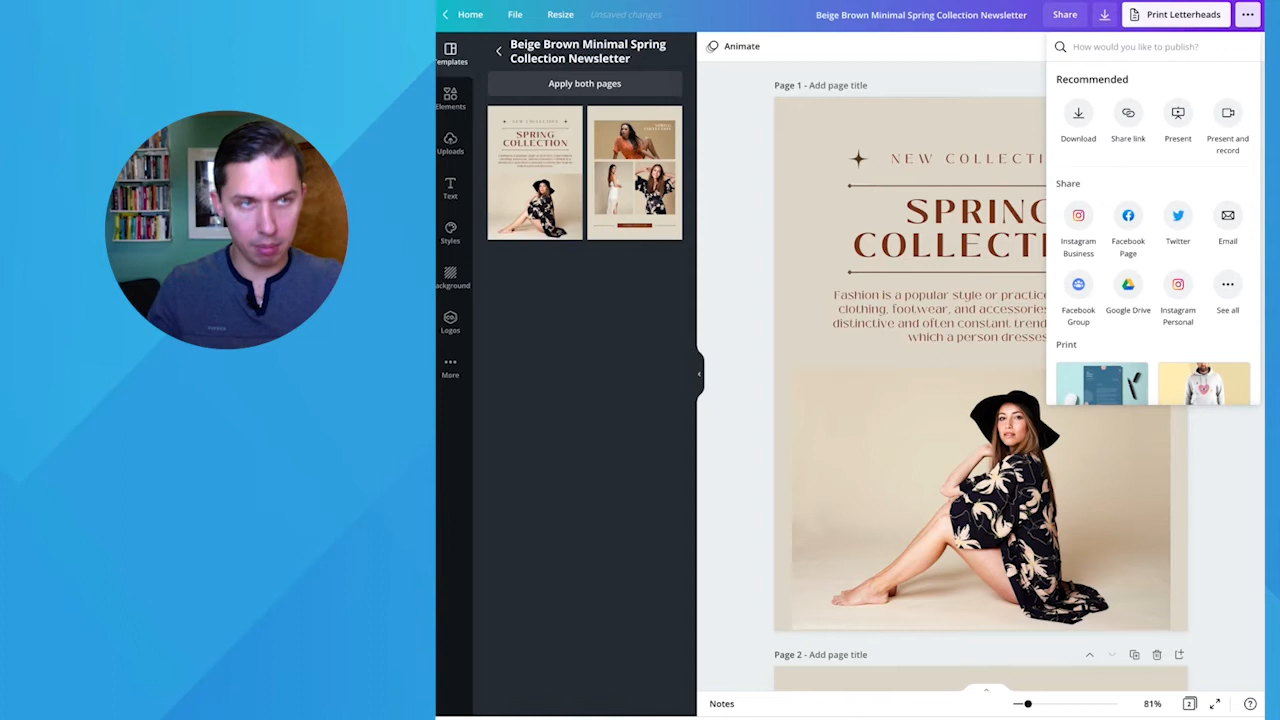 Home
File
Resize
Unsaved changes
Beige Brown Minimal Spring Collection Newsletter
Share
Print Letterheads
Templates
Elements
Uploads
Text
Styles
ackground
Logos
More
Beige Brown Minimal Spring
Collection Newsletter
Apply both pages
NEW COLLECTION
SPRING
COLLECTION
Animate
Page 1 - Add page title
NEW COLLECTI
SPRING
COLLECTI
Fashion is a popular style or practice
clothing, footwear, and accessories
distinctive and often constant trend
which a person dresses
Page 2 - Add page title
Notes
81%
2
How would you like to publish?
Recommended
Download
Share link
Present
Present and
record
Share
Instagram
Business
Facebook
Page
Twitter
Email
Facebook
Group
Google Drive
Instagram
Personal
See all
Print